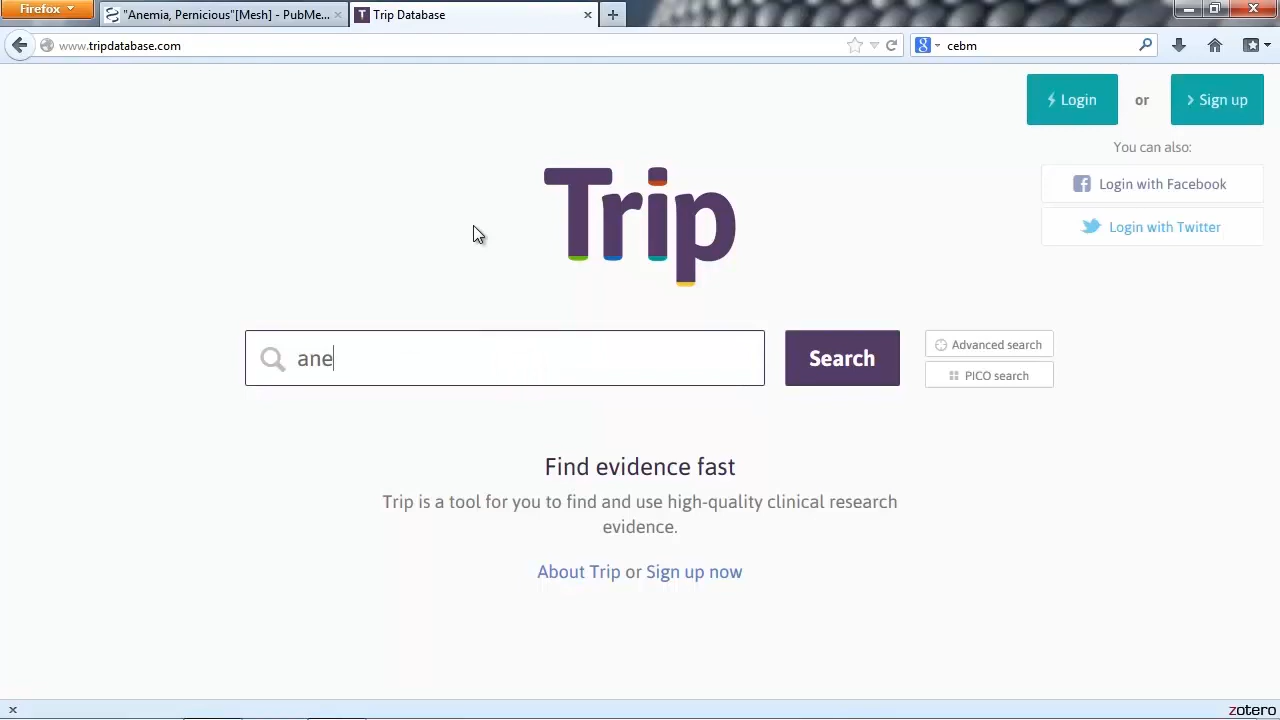 Firefox
"Anemia, Pernicious"[Mesh] - PubMe...
Trip Database
www.tripdatabase.com
cebm
Login
or
Sign up
You can also:
Login with Facebook
Login with Twitter
Trip
ane
Search
Advanced search
PICO search
Find evidence fast
Trip is a tool for you to find and use high-quality clinical research
evidence.
About Trip or Sign up now
zotero